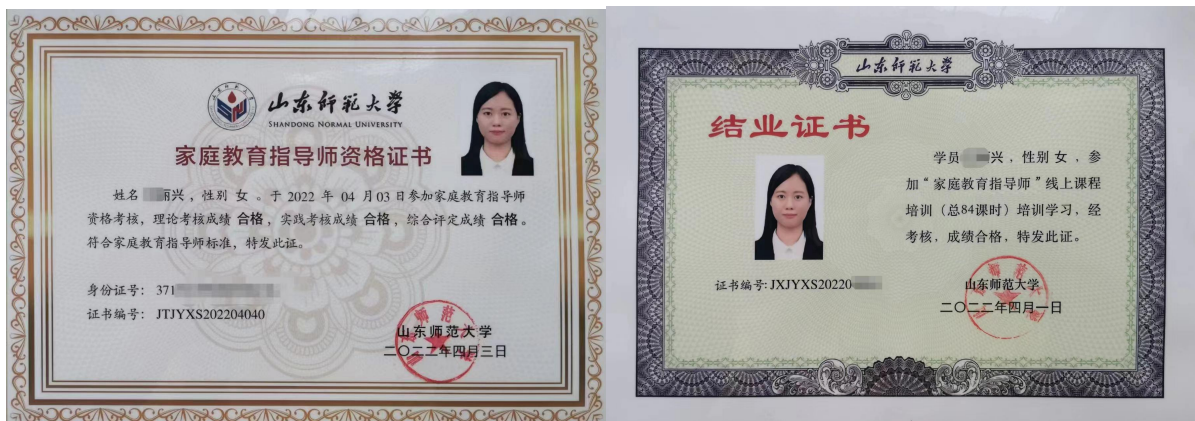 山东师范大学
SHANDONG NORMAL UNIVERSITY
家庭教育指导师资格证书
姓名 丽兴，性别 女 。于 2022 年 04 月 03 日参加家庭教育指导师
资格考核，理论考核成绩 合格，实践考核成绩 合格，综合评定成绩 合格。
符合家庭教育指导师标准，特发此证。
身份证号： 371
证书编号： JTJYXS202204040
山东师范大学
二〇二二年四月三日
山东师范大学
结业证书
学员 兴，性别 女 ，参
加“家庭教育指导师”线上课程
培训（总84课时）培训学习，经
考核，成绩合格，特发此证。
证书编号: JXJYXS20220
山东师范大学
二〇二二年四月一日